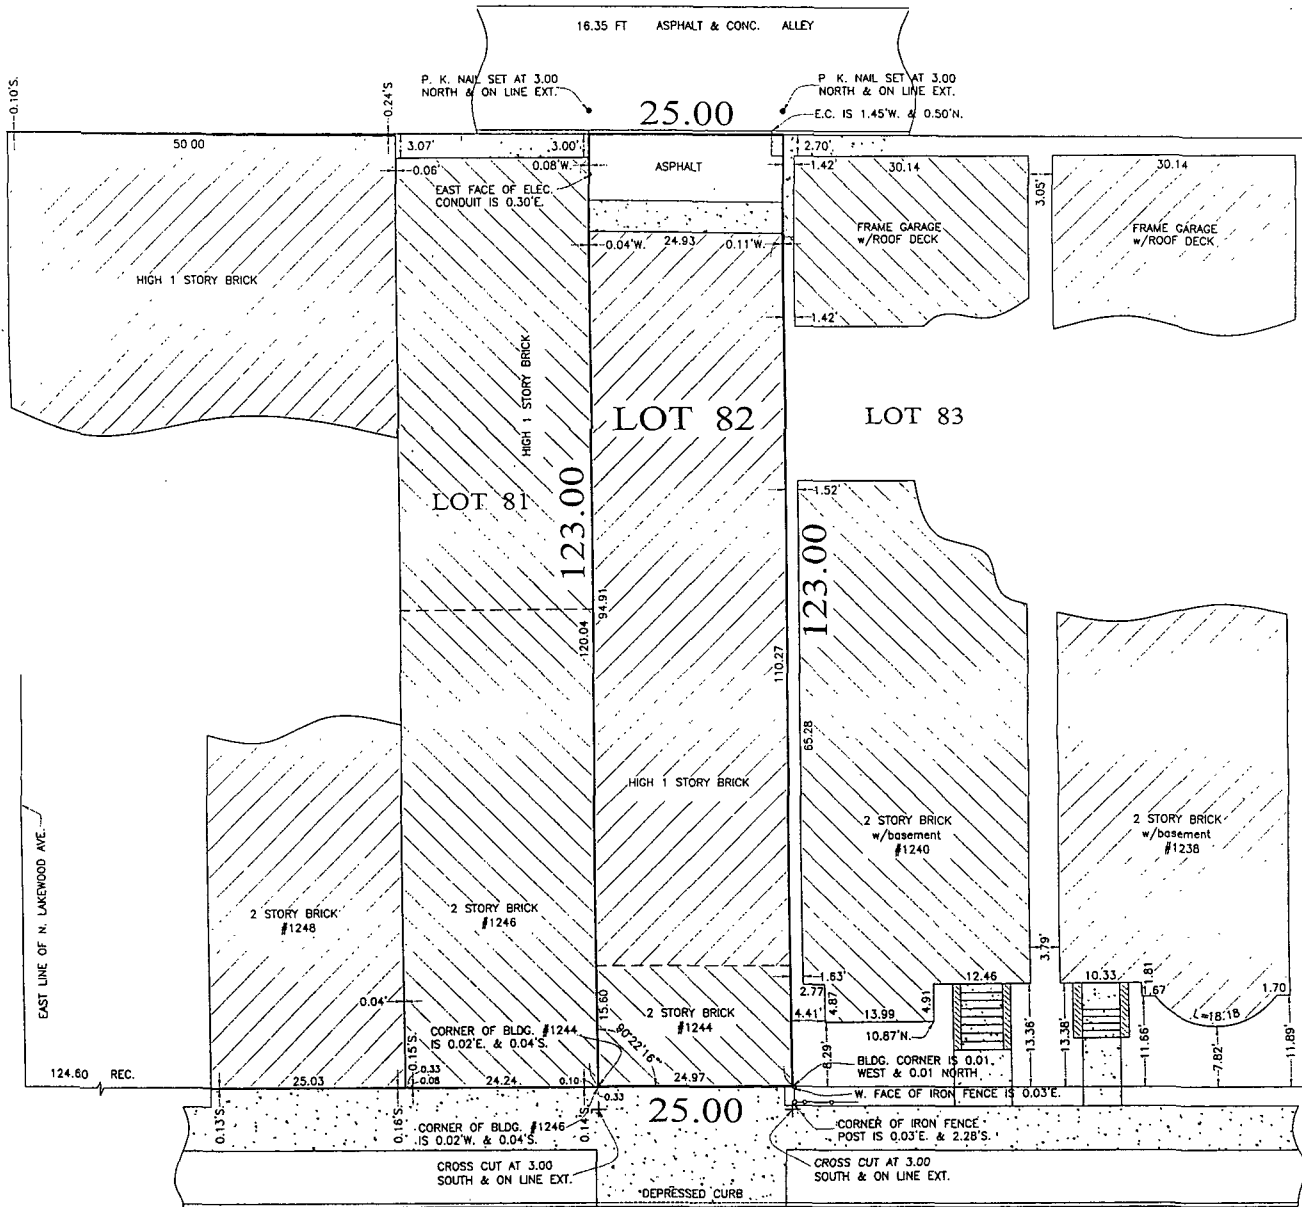 16.35 FT ASPHALT & CONC. ALLEY
P. K. NAIL SET AT 3.00
NORTH & ON LINE EXT.
25.00
P K. NAIL SET AT 3.00
NORTH & ON LINE EXT.
E.C. IS 1.45'W. & 0.50'N.
0.10'S.
0.24'S
50 00
3.07'
3.00'
0.06'
0.08'W.
ASPHALT
2.70'
1.42'
30.14
3.05'
30.14
EAST FACE OF ELEC.
CONDUIT IS 0.30'E.
FRAME GARAGE
w/ROOF DECK
FRAME GARAGE
w/ROOF DECK
0.04'W.
24.93
0.11'W.
HIGH 1 STORY BRICK
1.42'
HIGH 1 STORY BRICK
LOT 82
LOT 83
LOT 81
123.00
1.52'
123.00
94.91
120.04
110.27
65.28
HIGH 1 STORY BRICK
2 STORY BRICK
w/basement
#1240
2 STORY BRICK
w/basement
#1238
EAST LINE OF N. LAKEWOOD AVE.
2 STORY BRICK
#1248
2 STORY BRICK
#1246
3.79'
1.63'
12.46
10.33
1.81
2.77
4.87
4.91
1.67
1.70
0.04'
15.60
2 STORY BRICK
#1244
4.41'
13.99
L=18.18
10.87'N.
CORNER OF BLDG. #1244
IS 0.02'E. & 0.04'S.
90°22'16"
8.29'
13.38'
13.38'
11.66'
7.82'
11.89'
0.15'S.
BLDG. CORNER IS 0.01
WEST & 0.01 NORTH
124.60 REC.
25.03
0.33
0.08
24.24
0.10
24.97
W. FACE OF IRON FENCE IS 0.03'E.
0.33
25.00
0.13'S.
0.16'S.
CORNER OF BLDG. #1246
IS 0.02'W. & 0.04'S.
0.14'S.
CORNER OF IRON FENCE
POST IS 0.03'E. & 2.28'S.
CROSS CUT AT 3.00
SOUTH & ON LINE EXT.
CROSS CUT AT 3.00
SOUTH & ON LINE EXT.
DEPRESSED CURB